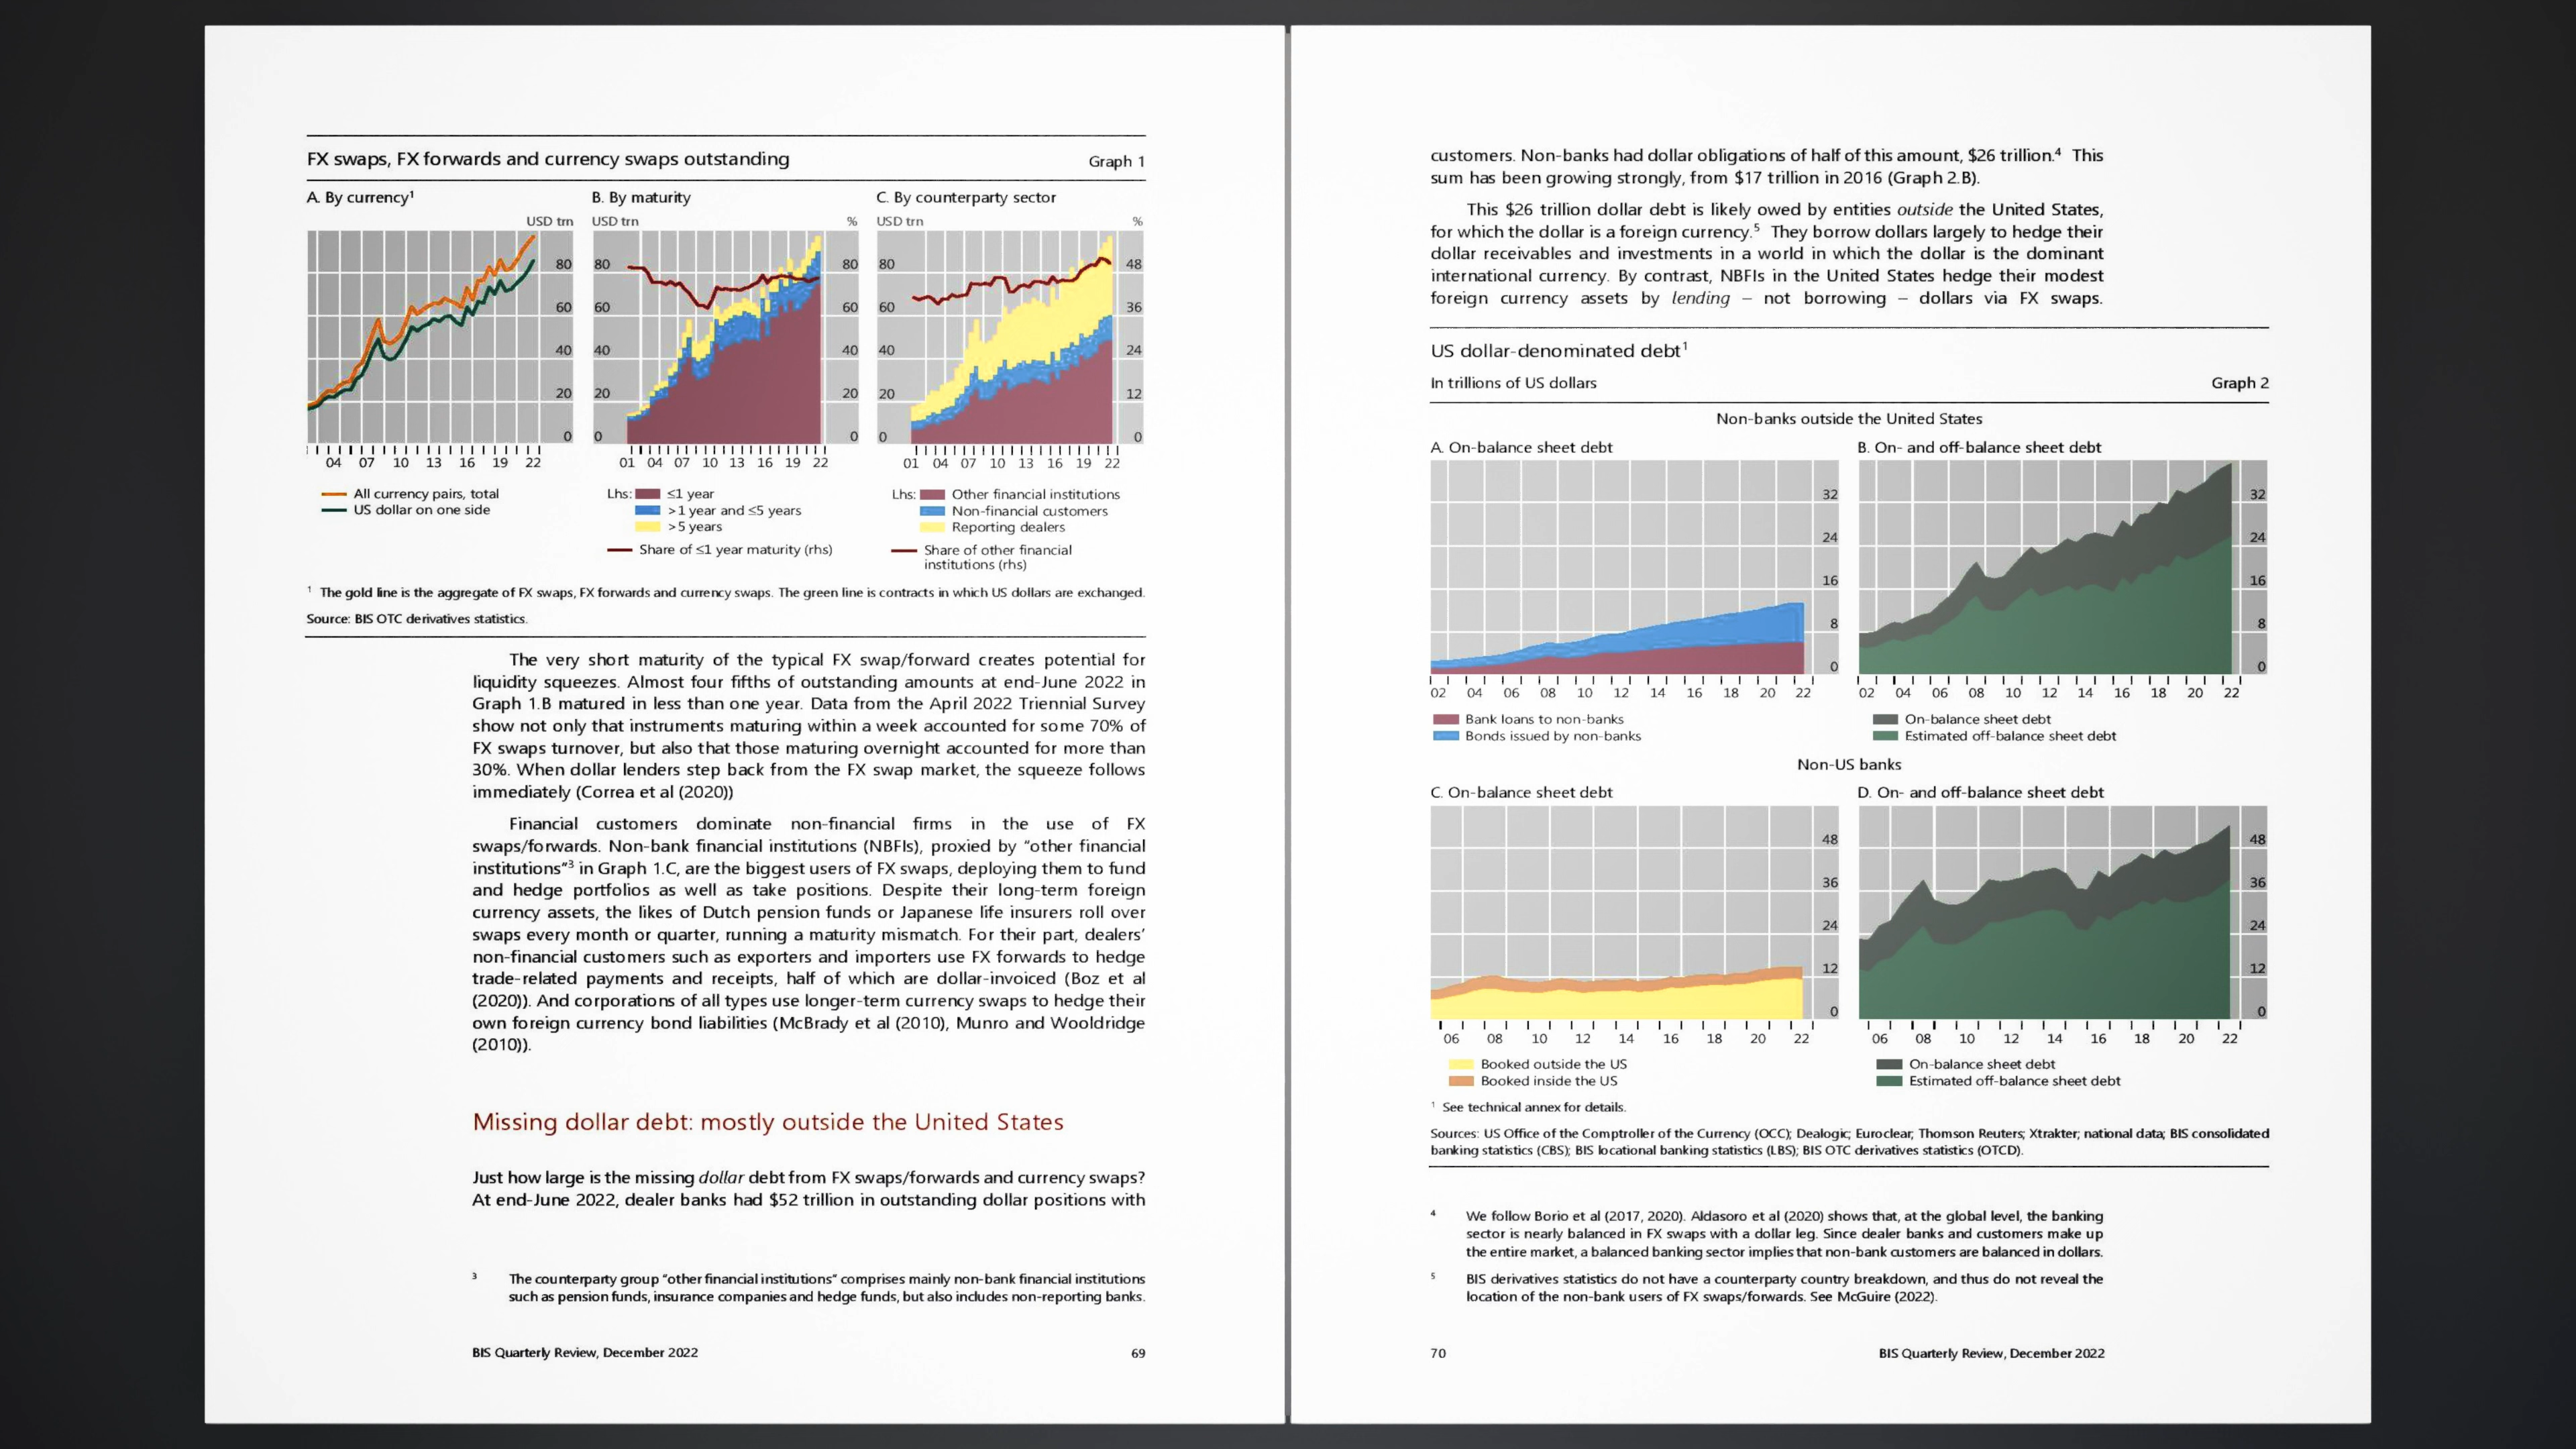 FX swaps, FX forwards and currency swaps outstanding Graph 1
A. By currency¹ B. By maturity C. By counterparty sector
USD trn USD trn % USD trn %
80 80 80 80 48
60 60 60 60 36
40 40 40 40 24
20 20 20 20 12
0 0 0 0 0
04 07 10 13 16 19 22 01 04 07 10 13 16 19 22 01 04 07 10 13 16 19 22
All currency pairs, total
US dollar on one side
Lhs: ≤1 year
>1 year and ≤5 years
>5 years
Share of ≤1 year maturity (rhs)
Lhs: Other financial institutions
Non-financial customers
Reporting dealers
Share of other financial
institutions (rhs)
¹ The gold line is the aggregate of FX swaps, FX forwards and currency swaps. The green line is contracts in which US dollars are exchanged.
Source: BIS OTC derivatives statistics.
The very short maturity of the typical FX swap/forward creates potential for
liquidity squeezes. Almost four fifths of outstanding amounts at end-June 2022 in
Graph 1.B matured in less than one year. Data from the April 2022 Triennial Survey
show not only that instruments maturing within a week accounted for some 70% of
FX swaps turnover, but also that those maturing overnight accounted for more than
30%. When dollar lenders step back from the FX swap market, the squeeze follows
immediately (Correa et al (2020))
Financial customers dominate non-financial firms in the use of FX
swaps/forwards. Non-bank financial institutions (NBFIs), proxied by “other financial
institutions”³ in Graph 1.C, are the biggest users of FX swaps, deploying them to fund
and hedge portfolios as well as take positions. Despite their long-term foreign
currency assets, the likes of Dutch pension funds or Japanese life insurers roll over
swaps every month or quarter, running a maturity mismatch. For their part, dealers’
non-financial customers such as exporters and importers use FX forwards to hedge
trade-related payments and receipts, half of which are dollar-invoiced (Boz et al
(2020)). And corporations of all types use longer-term currency swaps to hedge their
own foreign currency bond liabilities (McBrady et al (2010), Munro and Wooldridge
(2010)).
Missing dollar debt: mostly outside the United States
Just how large is the missing dollar debt from FX swaps/forwards and currency swaps?
At end-June 2022, dealer banks had $52 trillion in outstanding dollar positions with
³ The counterparty group “other financial institutions” comprises mainly non-bank financial institutions
such as pension funds, insurance companies and hedge funds, but also includes non-reporting banks.
BIS Quarterly Review, December 2022 69
customers. Non-banks had dollar obligations of half of this amount, $26 trillion.⁴ This
sum has been growing strongly, from $17 trillion in 2016 (Graph 2.B).
This $26 trillion dollar debt is likely owed by entities outside the United States,
for which the dollar is a foreign currency.⁵ They borrow dollars largely to hedge their
dollar receivables and investments in a world in which the dollar is the dominant
international currency. By contrast, NBFIs in the United States hedge their modest
foreign currency assets by lending – not borrowing – dollars via FX swaps.
US dollar-denominated debt¹
In trillions of US dollars Graph 2
Non-banks outside the United States
A. On-balance sheet debt B. On- and off-balance sheet debt
32 32
24 24
16 16
8 8
0 0
02 04 06 08 10 12 14 16 18 20 22 02 04 06 08 10 12 14 16 18 20 22
Bank loans to non-banks On-balance sheet debt
Bonds issued by non-banks Estimated off-balance sheet debt
Non-US banks
C. On-balance sheet debt D. On- and off-balance sheet debt
48 48
36 36
24 24
12 12
0 0
06 08 10 12 14 16 18 20 22 06 08 10 12 14 16 18 20 22
Booked outside the US On-balance sheet debt
Booked inside the US Estimated off-balance sheet debt
¹ See technical annex for details.
Sources: US Office of the Comptroller of the Currency (OCC); Dealogic; Euroclear; Thomson Reuters; Xtrakter; national data; BIS consolidated
banking statistics (CBS); BIS locational banking statistics (LBS); BIS OTC derivatives statistics (OTCD).
⁴ We follow Borio et al (2017, 2020). Aldasoro et al (2020) shows that, at the global level, the banking
sector is nearly balanced in FX swaps with a dollar leg. Since dealer banks and customers make up
the entire market, a balanced banking sector implies that non-bank customers are balanced in dollars.
⁵ BIS derivatives statistics do not have a counterparty country breakdown, and thus do not reveal the
location of the non-bank users of FX swaps/forwards. See McGuire (2022).
70 BIS Quarterly Review, December 2022